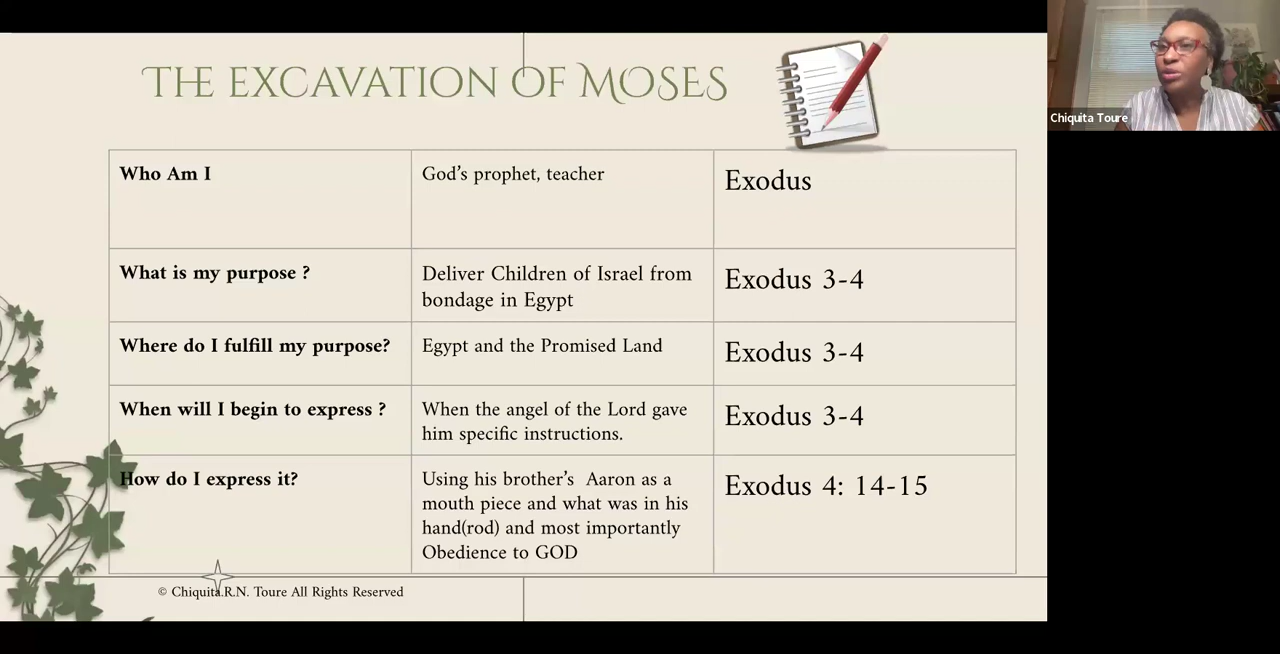 THE EXCAVATION OF MOSES
Chiquita Toure
Who Am I
God's prophet, teacher
Exodus
What is my purpose ?
Deliver Children of Israel from
bondage in Egypt
Exodus 3-4
Where do I fulfill my purpose?
Egypt and the Promised Land
Exodus 3-4
When will I begin to express ?
When the angel of the Lord gave
him specific instructions.
Exodus 3-4
How do I express it?
Using his brother's  Aaron as a
mouth piece and what was in his
hand(rod) and most importantly
Obedience to GOD
Exodus 4: 14-15
© Chiquita.R.N. Toure All Rights Reserved